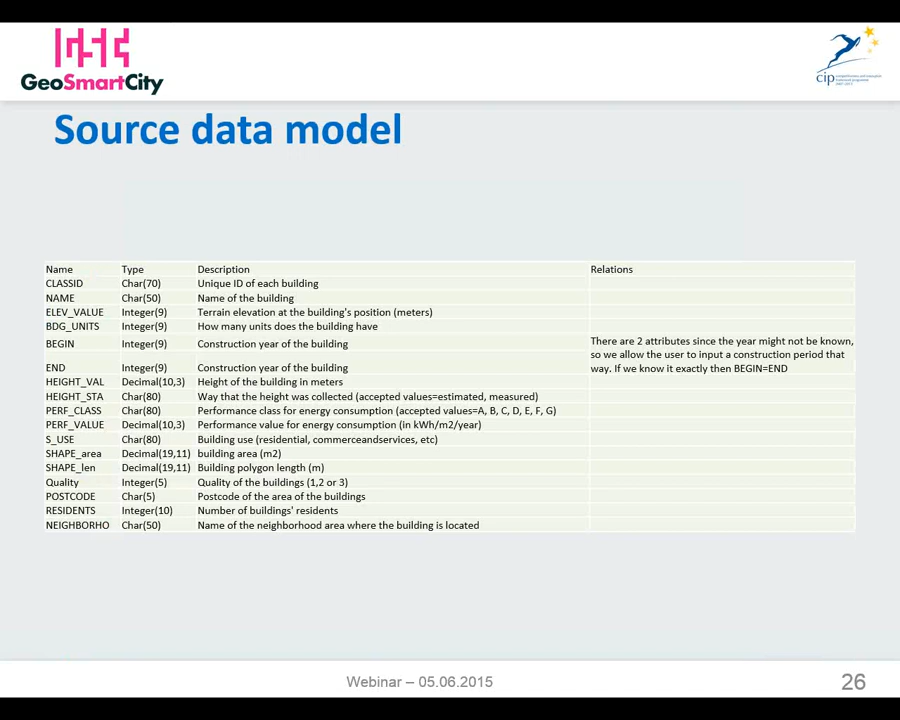 GeoSmartCity
cip
Source data model
Name Type Description Relations
CLASSID Char(70) Unique ID of each building
NAME Char(50) Name of the building
ELEV_VALUE Integer(9) Terrain elevation at the building's position (meters)
BDG_UNITS Integer(9) How many units does the building have
BEGIN Integer(9) Construction year of the building There are 2 attributes since the year might not be known,
so we allow the user to input a construction period that
END Integer(9) Construction year of the building way. If we know it exactly then BEGIN=END
HEIGHT_VAL Decimal(10,3) Height of the building in meters
HEIGHT_STA Char(80) Way that the height was collected (accepted values=estimated, measured)
PERF_CLASS Char(80) Performance class for energy consumption (accepted values=A, B, C, D, E, F, G)
PERF_VALUE Decimal(10,3) Performance value for energy consumption (in kWh/m2/year)
S_USE Char(80) Building use (residential, commerceandservices, etc)
SHAPE_area Decimal(19,11) building area (m2)
SHAPE_len Decimal(19,11) Building polygon length (m)
Quality Integer(5) Quality of the buildings (1,2 or 3)
POSTCODE Char(5) Postcode of the area of the buildings
RESIDENTS Integer(10) Number of buildings' residents
NEIGHBORHO Char(50) Name of the neighborhood area where the building is located
Webinar – 05.06.2015
26